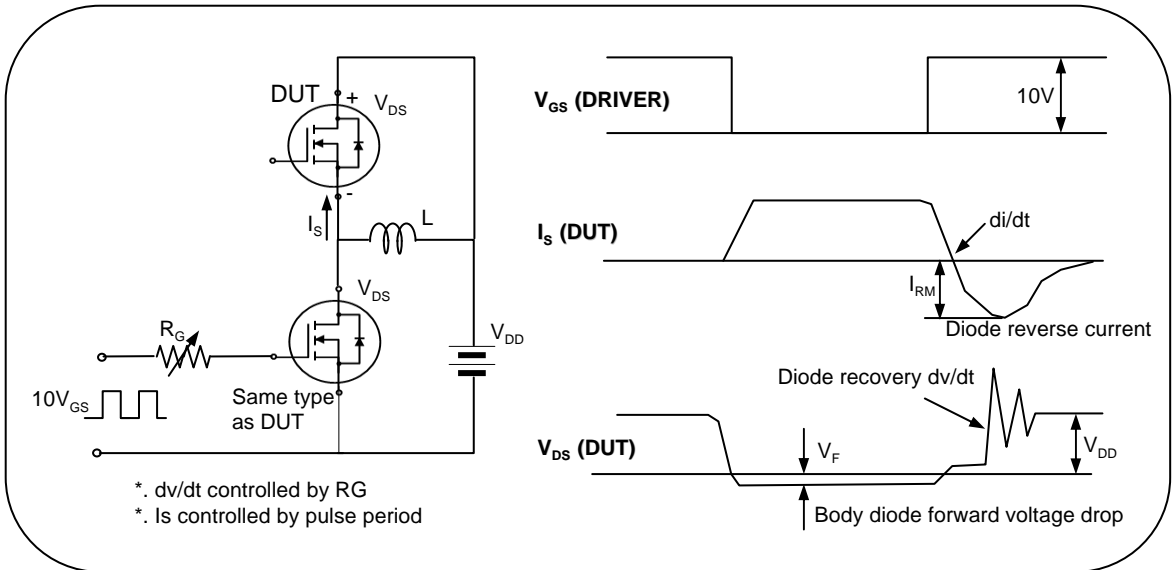 DUT
+
V_DS
-
I_S
L
V_DS
R_G
V_DD
10V_GS
Same type
as DUT
*. dv/dt controlled by RG
*. Is controlled by pulse period
V_GS (DRIVER)
10V
I_S (DUT)
di/dt
I_RM
Diode reverse current
Diode recovery dv/dt
V_DS (DUT)
V_F
V_DD
Body diode forward voltage drop